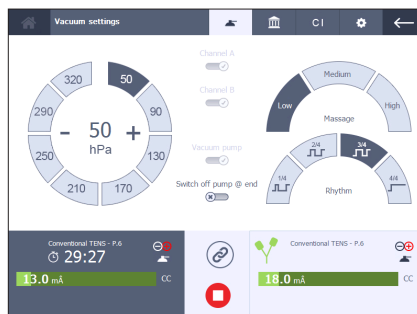 Vacuum settings
CI
320
50
290
90
- 50 +
hPa
250
130
210
170
Channel A
Channel B
Vacuum pump
Switch off pump @ end
Medium
Low
High
Massage
2/4
3/4
1/4
4/4
Rhythm
Conventional TENS - P.6
29:27
13.0 mA
CC
Conventional TENS - P.6
18.0 mA
CC